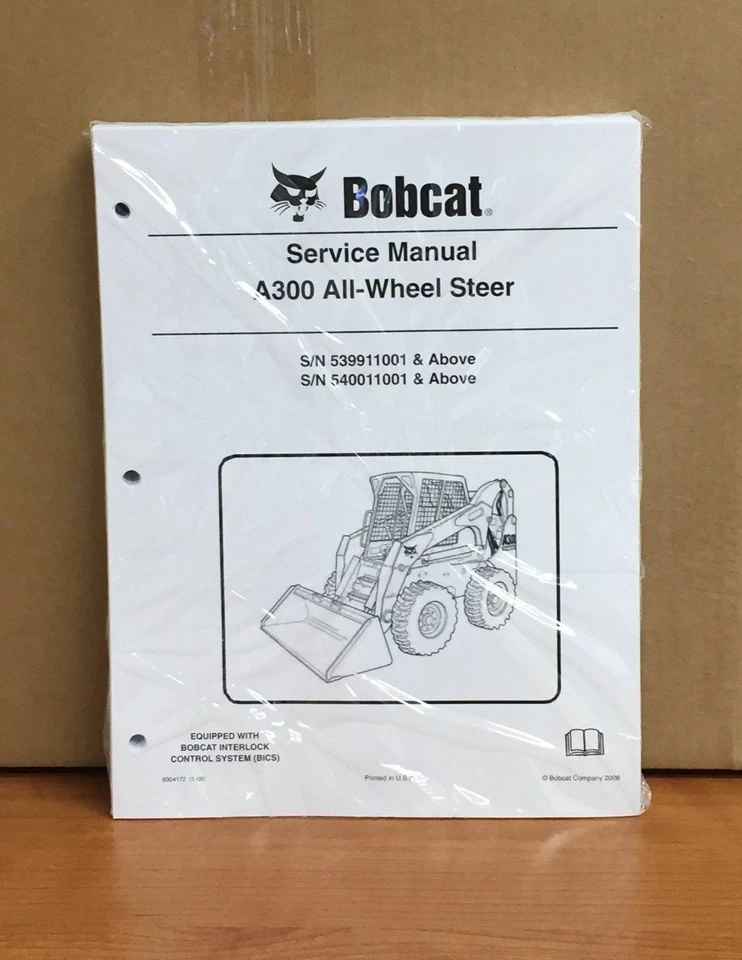 Bobcat®
Service Manual
A300 All-Wheel Steer
S/N 539911001 & Above
S/N 540011001 & Above
EQUIPPED WITH
BOBCAT INTERLOCK
CONTROL SYSTEM (BICS)
Printed in U.S.A.
© Bobcat Company 2008